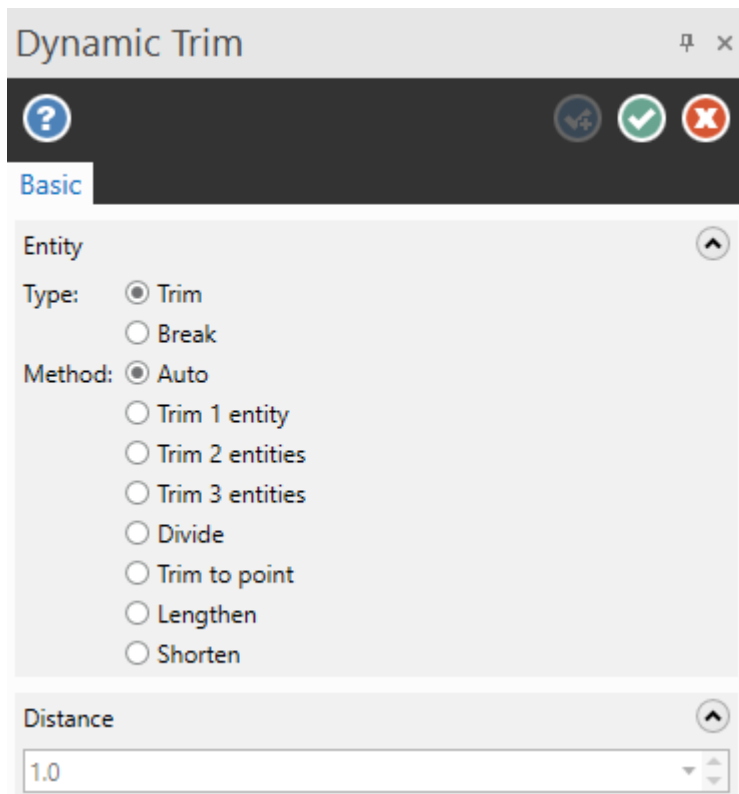 Dynamic Trim
Basic
Entity
Type: Trim
Break
Method: Auto
Trim 1 entity
Trim 2 entities
Trim 3 entities
Divide
Trim to point
Lengthen
Shorten
Distance
1.0